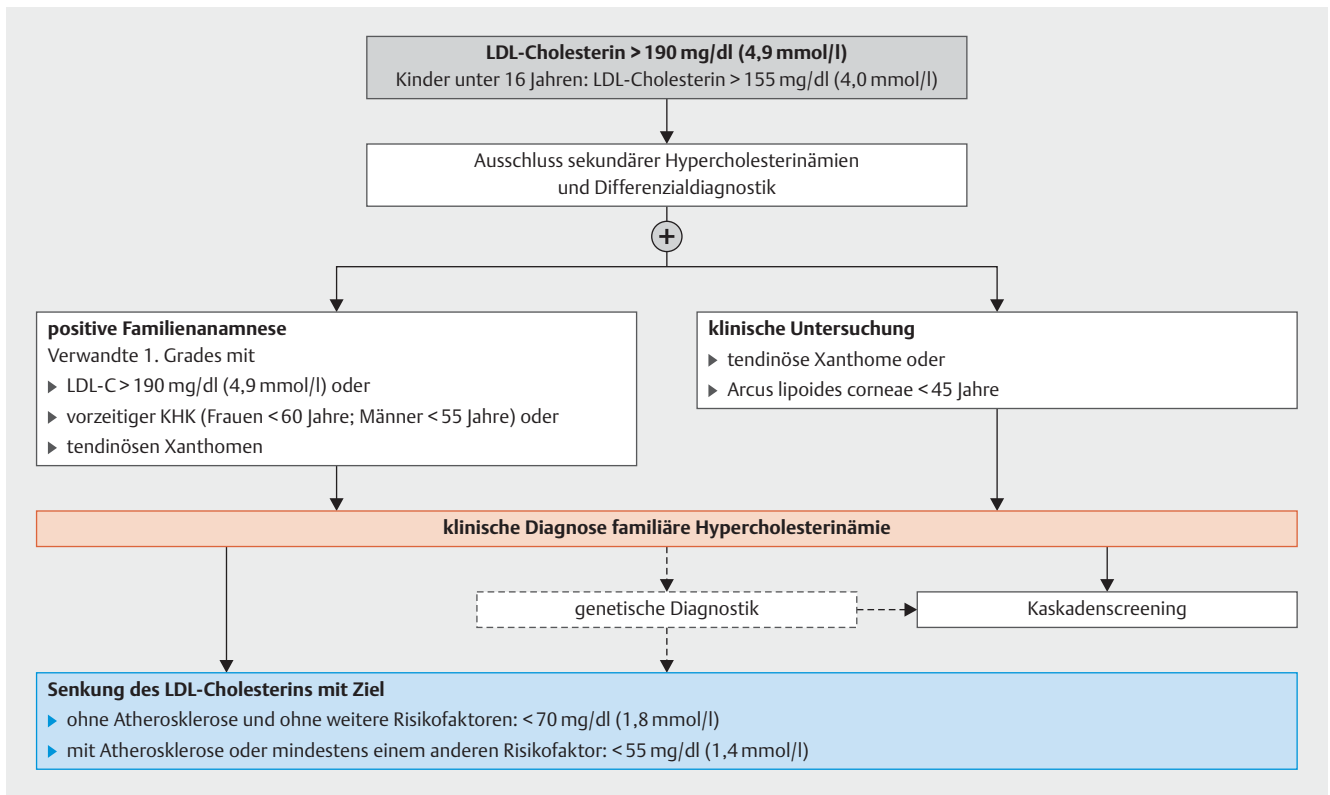 LDL-Cholesterin > 190 mg/dl (4,9 mmol/l)
Kinder unter 16 Jahren: LDL-Cholesterin > 155 mg/dl (4,0 mmol/l)
Ausschluss sekundärer Hypercholesterinämien
und Differenzialdiagnostik
+
positive Familienanamnese
Verwandte 1. Grades mit
▶ LDL-C > 190 mg/dl (4,9 mmol/l) oder
▶ vorzeitiger KHK (Frauen < 60 Jahre; Männer < 55 Jahre) oder
▶ tendinösen Xanthomen
klinische Untersuchung
▶ tendinöse Xanthome oder
▶ Arcus lipoides corneae < 45 Jahre
klinische Diagnose familiäre Hypercholesterinämie
genetische Diagnostik
Kaskadenscreening
Senkung des LDL-Cholesterins mit Ziel
▶ ohne Atherosklerose und ohne weitere Risikofaktoren: < 70 mg/dl (1,8 mmol/l)
▶ mit Atherosklerose oder mindestens einem anderen Risikofaktor: < 55 mg/dl (1,4 mmol/l)